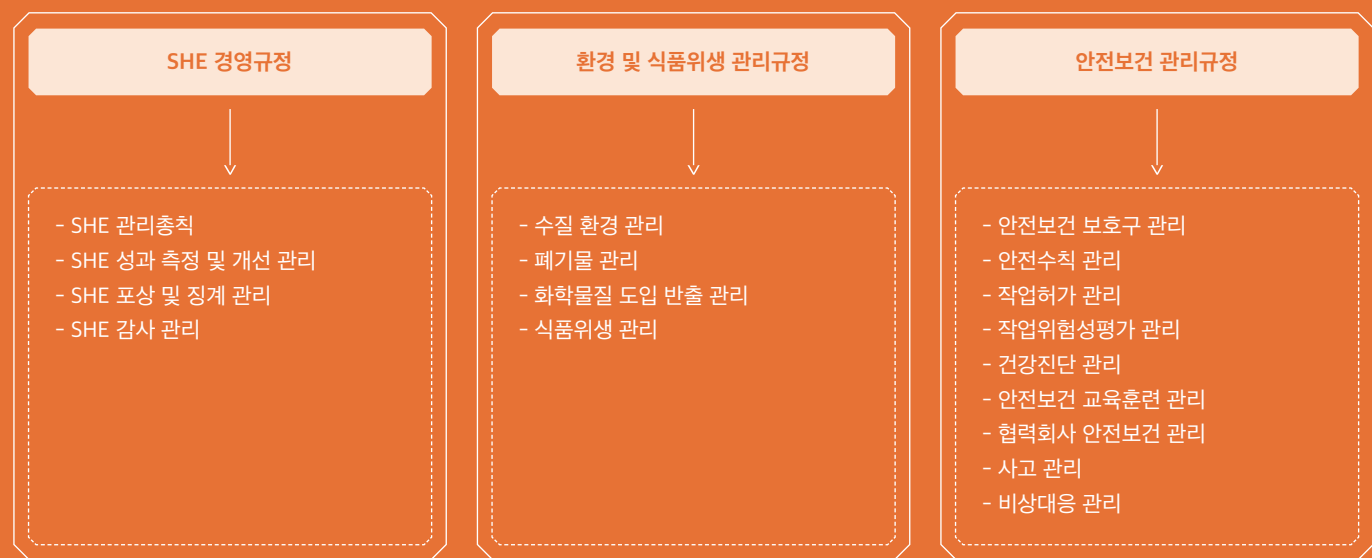 SHE 경영규정
- SHE 관리총칙
- SHE 성과 측정 및 개선 관리
- SHE 포상 및 징계 관리
- SHE 감사 관리
환경 및 식품위생 관리규정
- 수질 환경 관리
- 폐기물 관리
- 화학물질 도입 반출 관리
- 식품위생 관리
안전보건 관리규정
- 안전보건 보호구 관리
- 안전수칙 관리
- 작업허가 관리
- 작업위험성평가 관리
- 건강진단 관리
- 안전보건 교육훈련 관리
- 협력회사 안전보건 관리
- 사고 관리
- 비상대응 관리